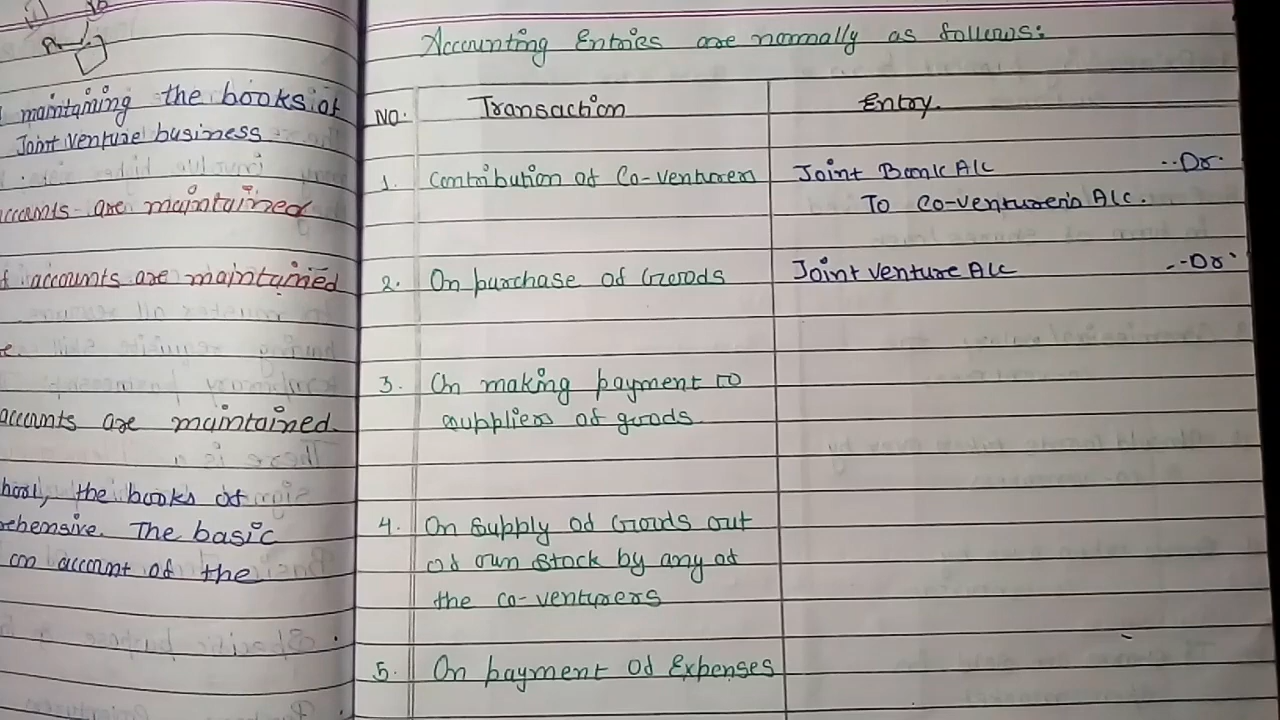 maintaining the books of
Joint Venture business
accounts are maintained
accounts are maintained
accounts are maintained.
the books of
The basic
on account of the
Accounting Entries are normally as follows:
No. Transaction Entry.
1. Contribution of Co-venturers Joint Bank A/c ...Dr.
To Co-venturer's A/c.
2. On purchase of Goods Joint Venture A/c ...Dr.
3. On making payment to
suppliers of goods
4. On Supply of Goods out
of own stock by any of
the co-venturers
5. On payment of Expenses